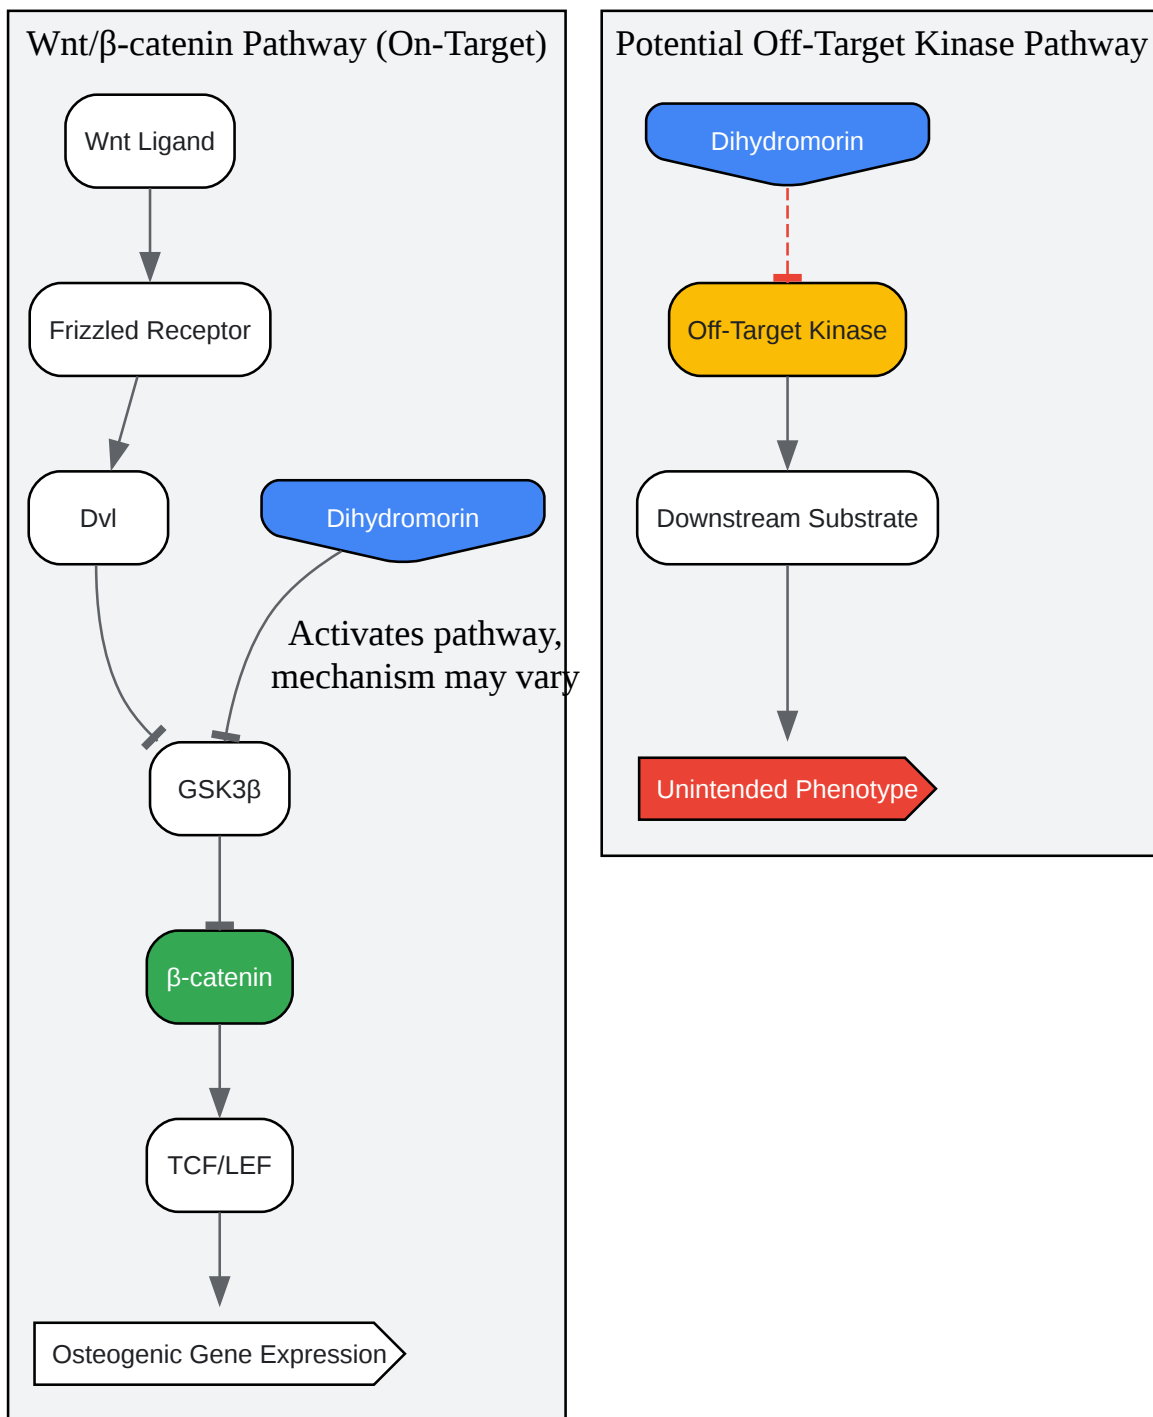 Wnt/β-catenin Pathway (On-Target)
Wnt Ligand
Frizzled Receptor
Dvl
Dihydromorin
Activates pathway,
mechanism may vary
GSK3β
β-catenin
TCF/LEF
Osteogenic Gene Expression
Potential Off-Target Kinase Pathway
Dihydromorin
Off-Target Kinase
Downstream Substrate
Unintended Phenotype